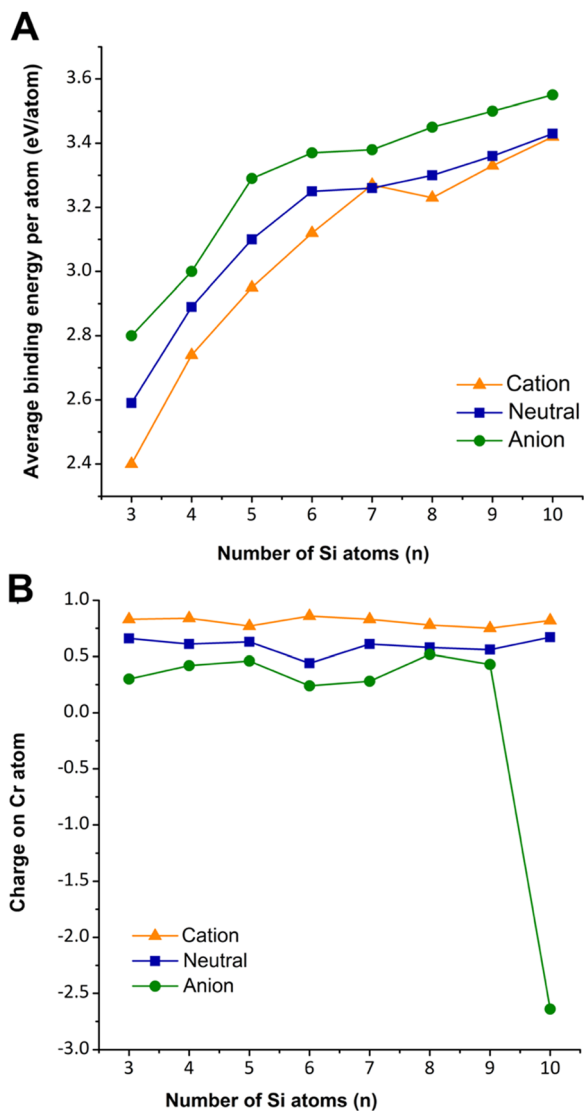 A
Average binding energy per atom (eV/atom)
3.6
3.4
3.2
3.0
2.8
2.6
2.4
Cation
Neutral
Anion
3 4 5 6 7 8 9 10
Number of Si atoms (n)
B
Charge on Cr atom
1.0
0.5
0.0
-0.5
-1.0
-1.5
-2.0
-2.5
-3.0
Cation
Neutral
Anion
3 4 5 6 7 8 9 10
Number of Si atoms (n)